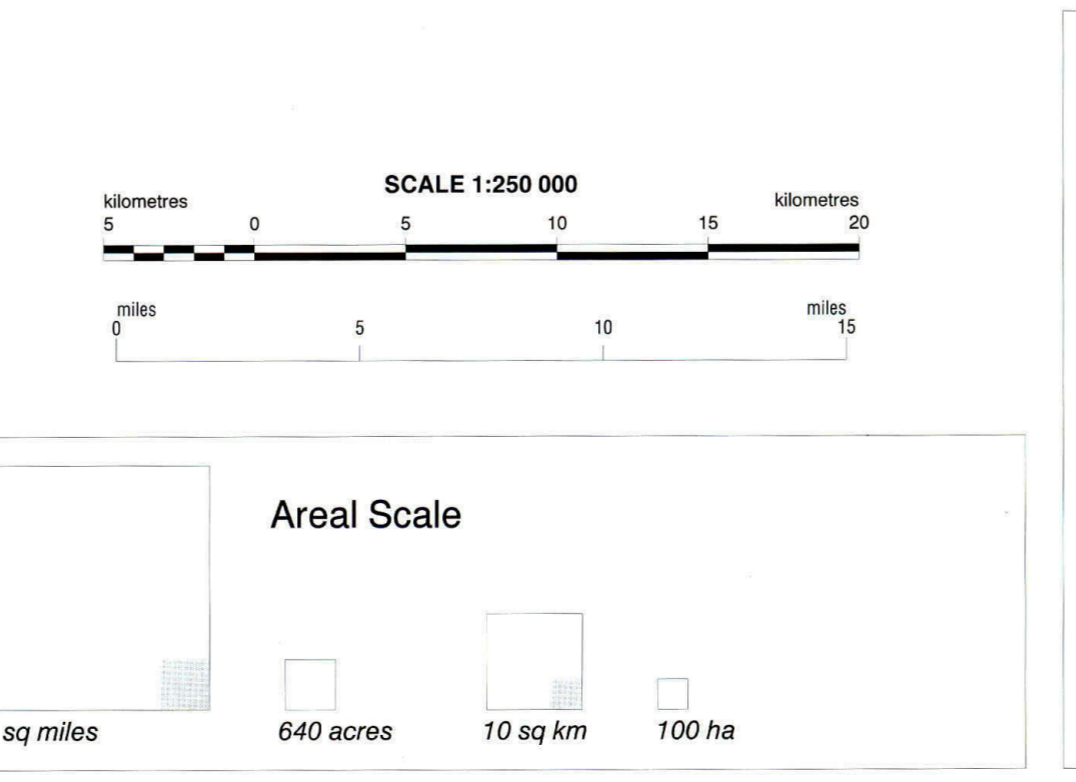 SCALE 1:250 000
kilometres kilometres
5 0 5 10 15 20
miles miles
0 5 10 15
Areal Scale
sq miles 640 acres 10 sq km 100 ha